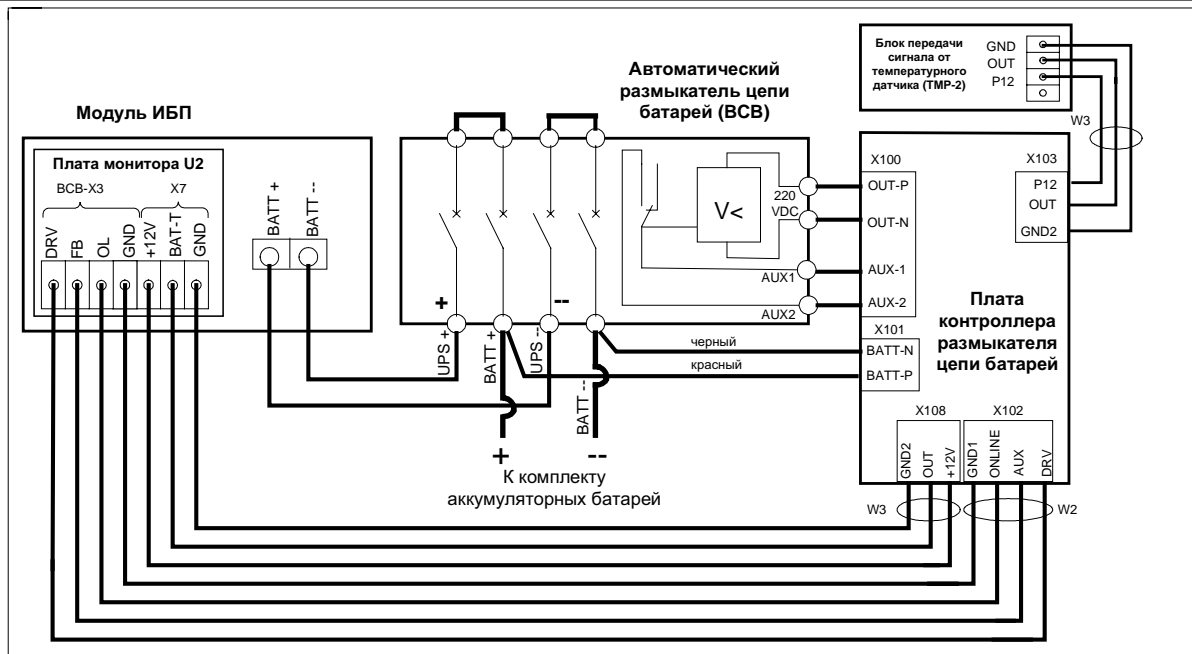 Модуль ИБП
Плата монитора U2
BCB-X3
X7
DRV
FB
OL
GND
+12V
BAT-T
GND
BATT +
BATT --
Автоматический
размыкатель цепи
батарей (BCB)
V<
220
VDC
AUX1
AUX2
+
--
UPS +
BATT +
UPS --
BATT --
+
--
К комплекту
аккумуляторных батарей
черный
красный
Блок передачи
сигнала от
температурного
датчика (TMP-2)
GND
OUT
P12
W3
X100
OUT-P
OUT-N
AUX-1
AUX-2
X101
BATT-N
BATT-P
X103
P12
OUT
GND2
Плата
контроллера
размыкателя
цепи батарей
X108
X102
GND2
OUT
+12V
GND1
ONLINE
AUX
DRV
W3
W2